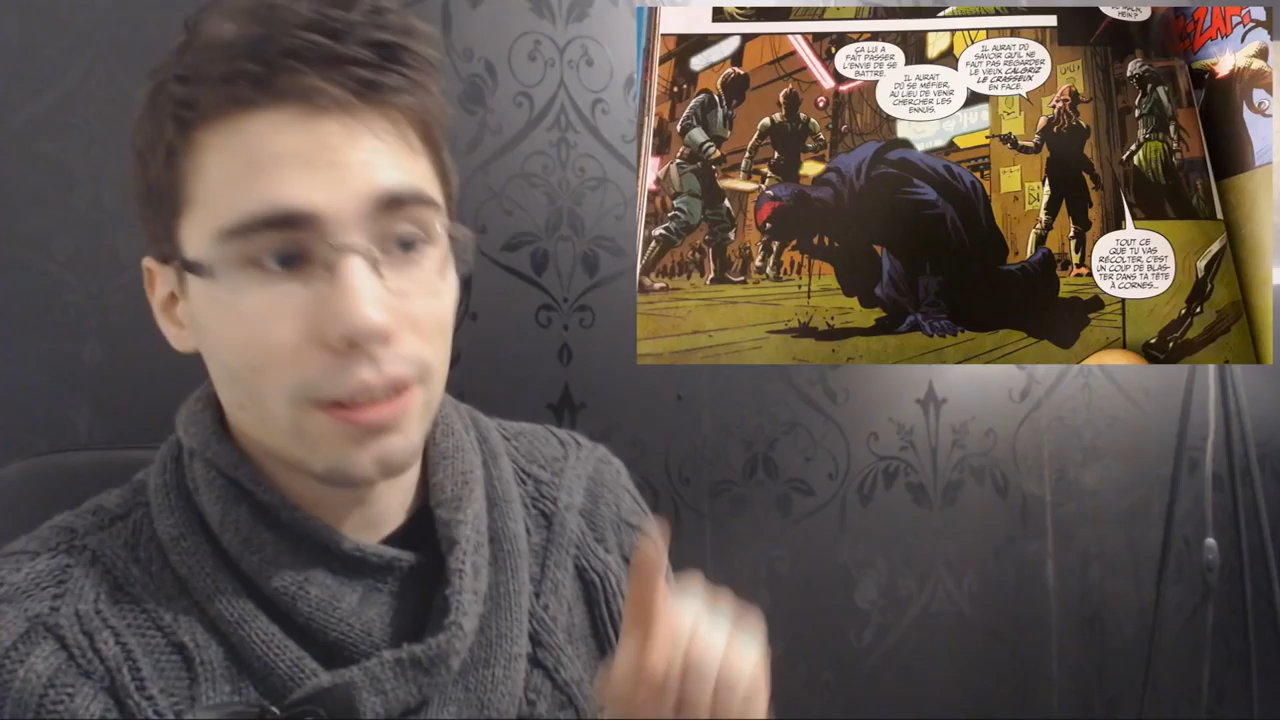 HEIN?
ÇA LUI A
FAIT PASSER
L'ENVIE DE SE
BATTRE.
IL AURAIT
DÛ SE MÉFIER,
AU LIEU DE VENIR
CHERCHER LES
ENNUIS.
IL AURAIT DÛ
SAVOIR QU'IL NE
FAUT PAS REGARDER
LE VIEUX CALGRIZ
LE CRASSEUX
EN FACE.
TOUT CE
QUE TU VAS
RÉCOLTER, C'EST
UN COUP DE BLAS-
TER DANS TA TÊTE
À CORNES...